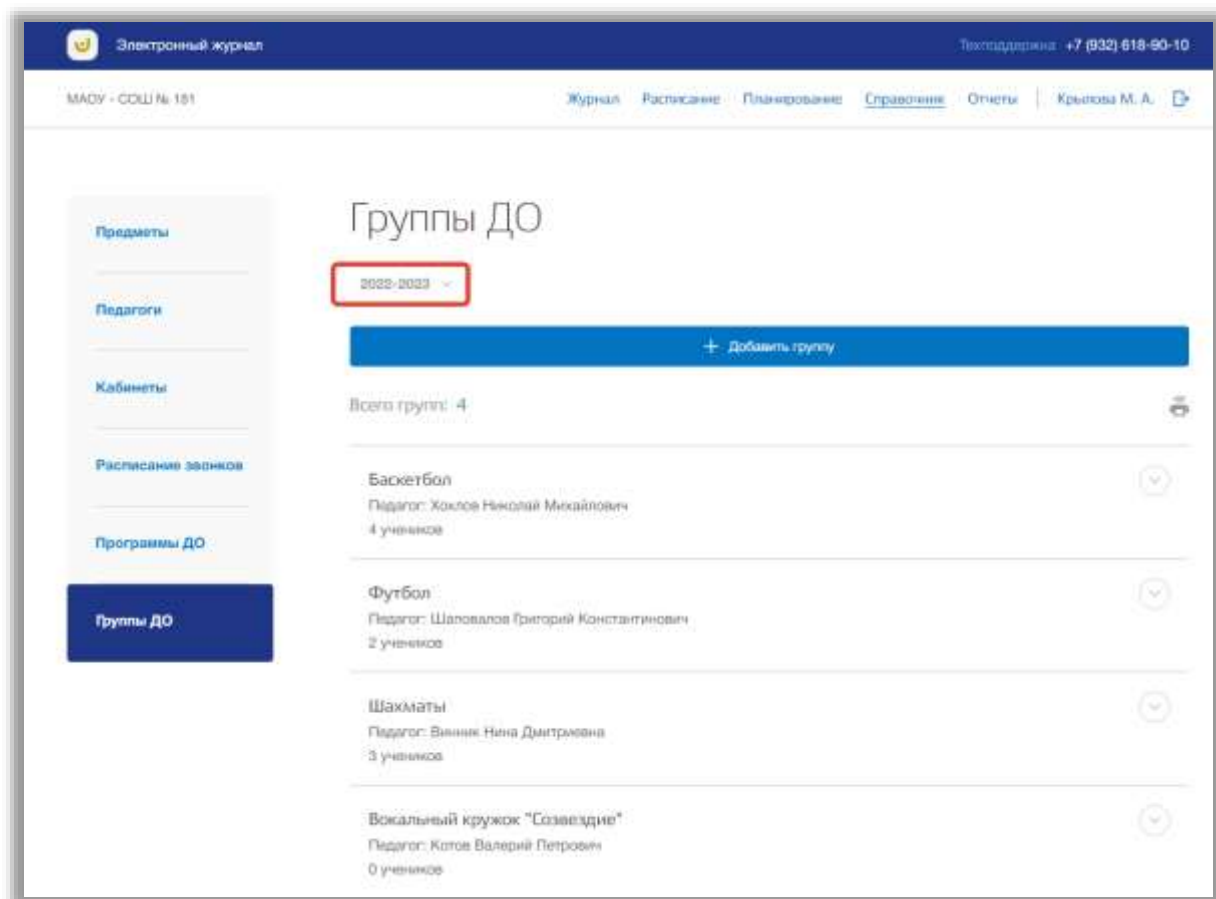 Электронный журнал
Техподдержка +7 (932) 618-90-10
МАОУ - СОШ № 181
Журнал Расписание Планирование Справочник Отчеты Крылова М. А.
Группы ДО
Предметы
2022-2023
Педагоги
+ Добавить группу
Кабинеты
Всего групп: 4
Расписание звонков
Баскетбол
Педагог: Хохлов Николай Михайлович
4 учеников
Программы ДО
Футбол
Педагог: Шаповалов Григорий Константинович
2 учеников
Группы ДО
Шахматы
Педагог: Винник Нина Дмитриевна
3 учеников
Вокальный кружок "Созвездие"
Педагог: Котов Валерий Петрович
0 учеников